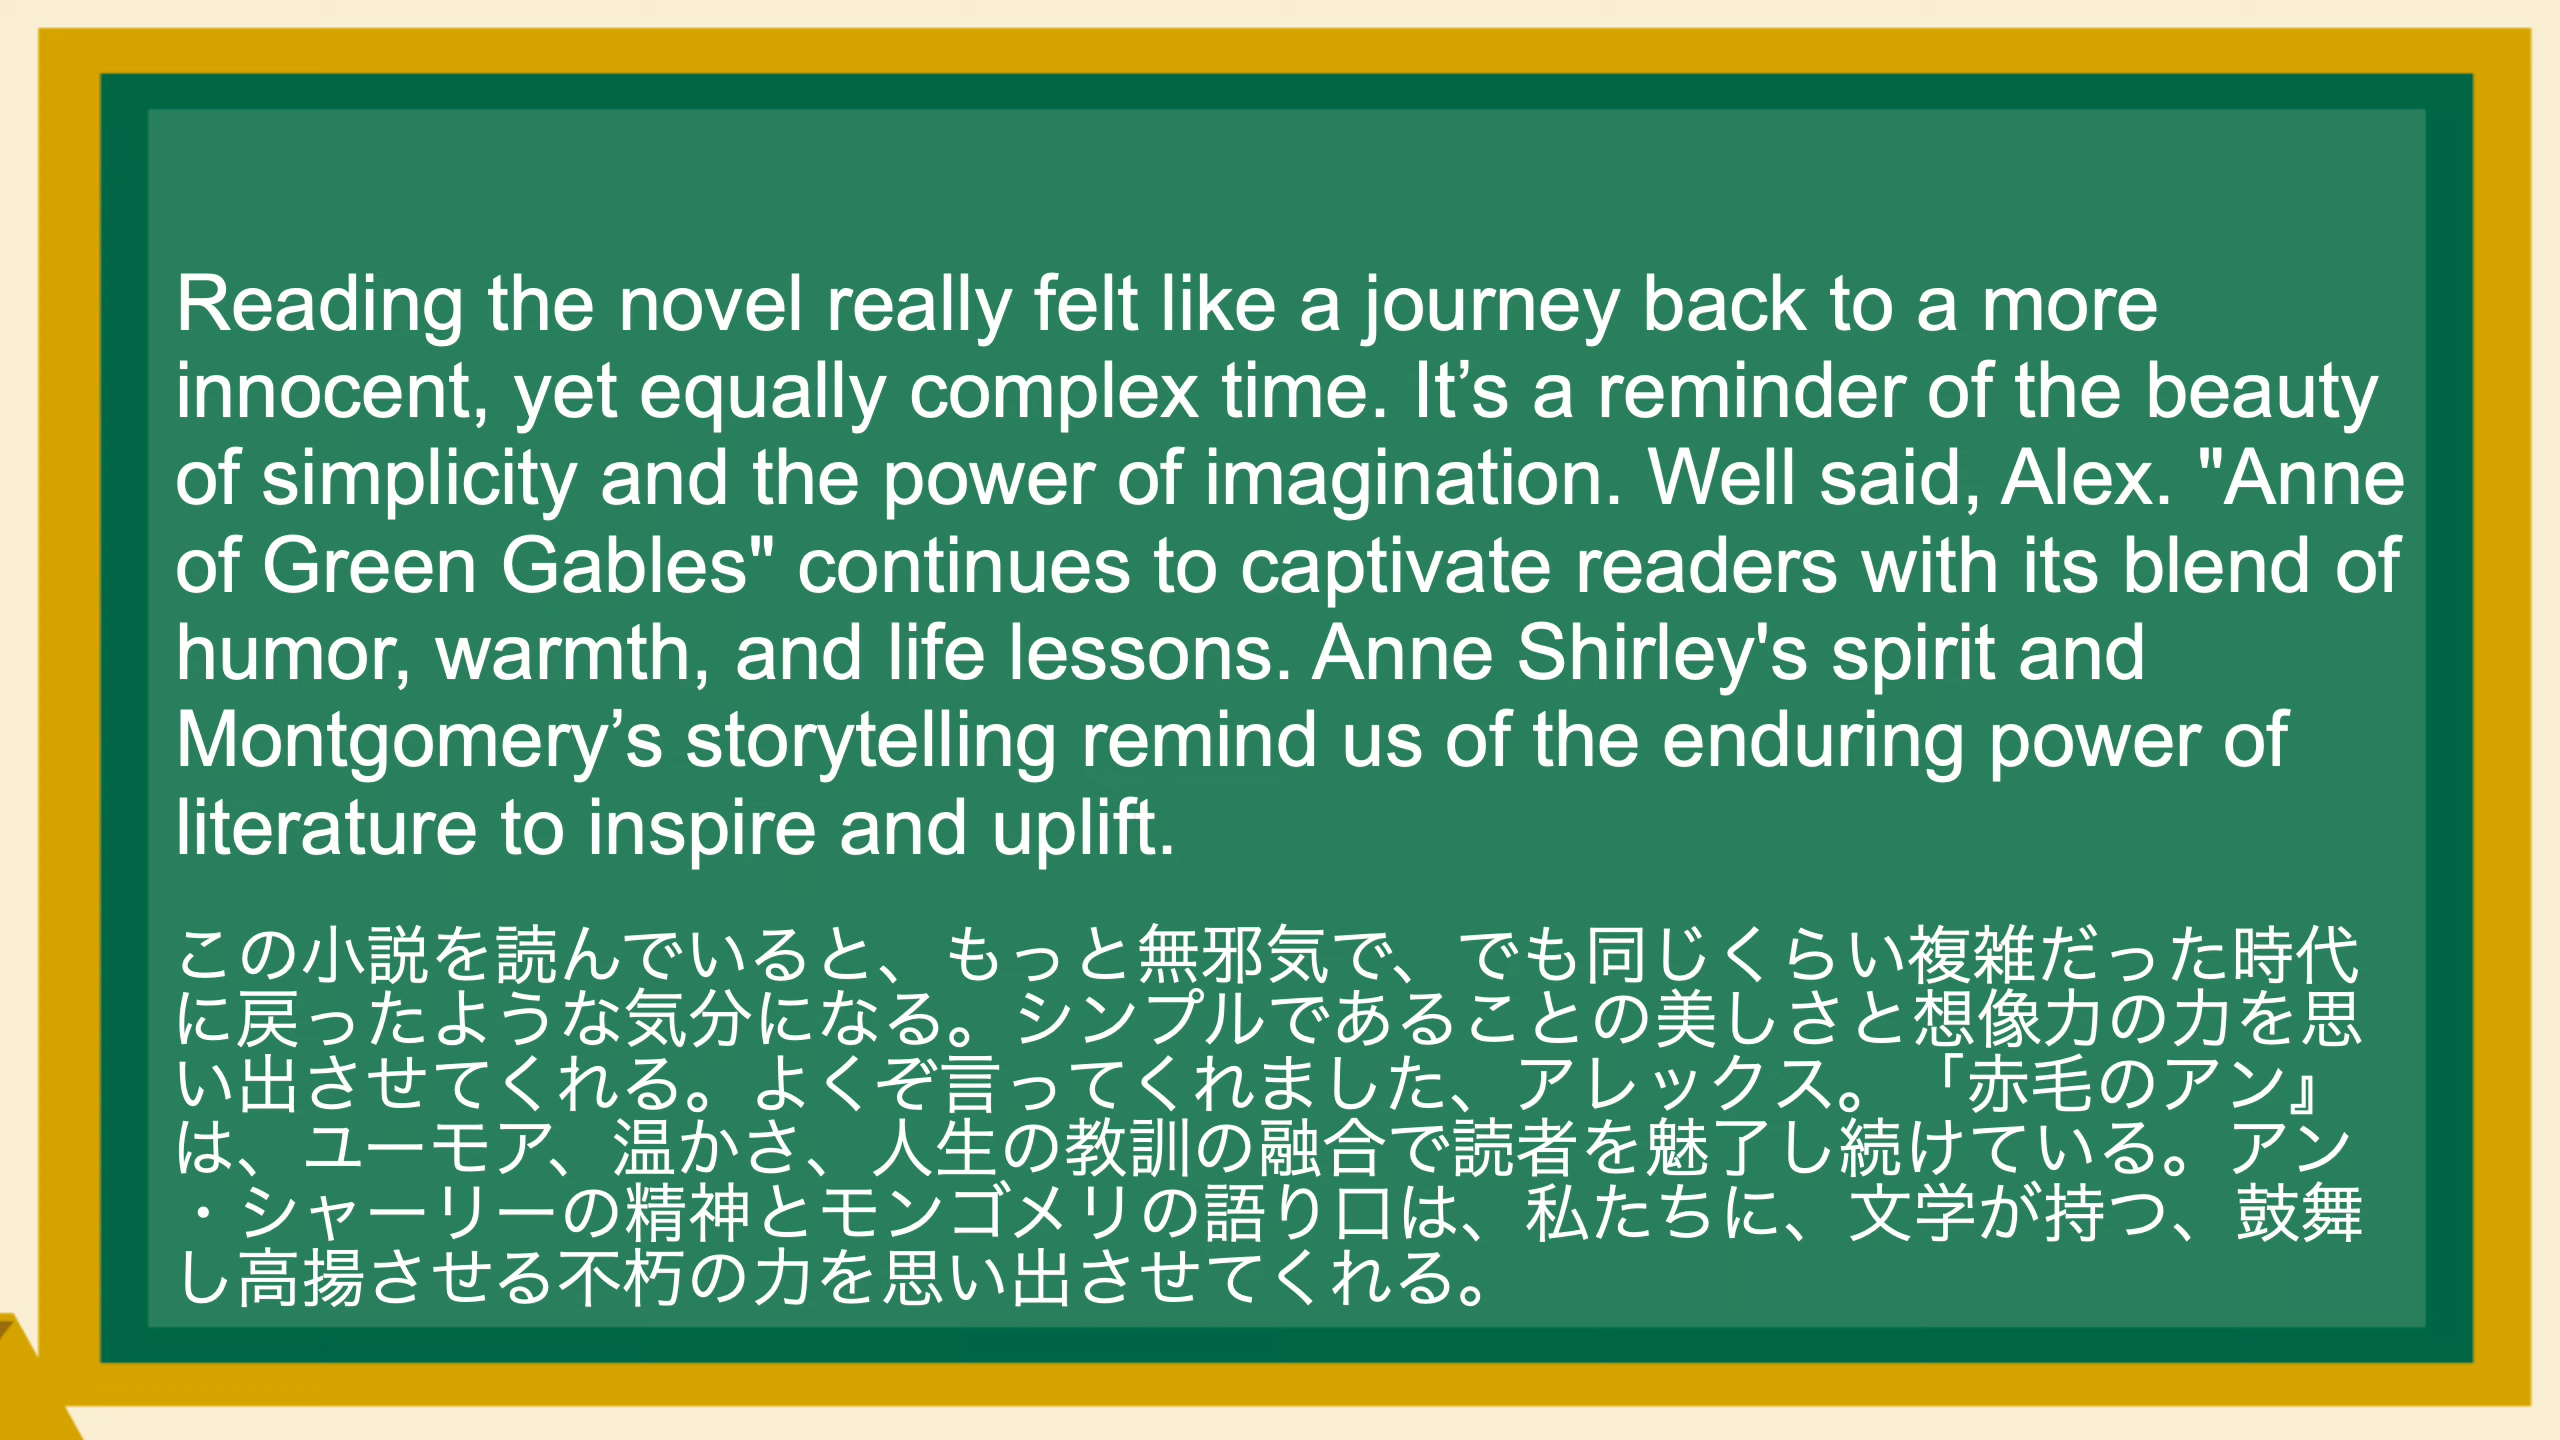 Reading the novel really felt like a journey back to a more
innocent, yet equally complex time. It’s a reminder of the beauty
of simplicity and the power of imagination. Well said, Alex. "Anne
of Green Gables" continues to captivate readers with its blend of
humor, warmth, and life lessons. Anne Shirley's spirit and
Montgomery’s storytelling remind us of the enduring power of
literature to inspire and uplift.
この小説を読んでいると、もっと無邪気で、でも同じくらい複雑だった時代
に戻ったような気分になる。シンプルであることの美しさと想像力の力を思
い出させてくれる。よくぞ言ってくれました、アレックス。「赤毛のアン』
は、ユーモア、温かさ、人生の教訓の融合で読者を魅了し続けている。アン
・シャーリーの精神とモンゴメリの語り口は、私たちに、文学が持つ、鼓舞
し高揚させる不朽の力を思い出させてくれる。